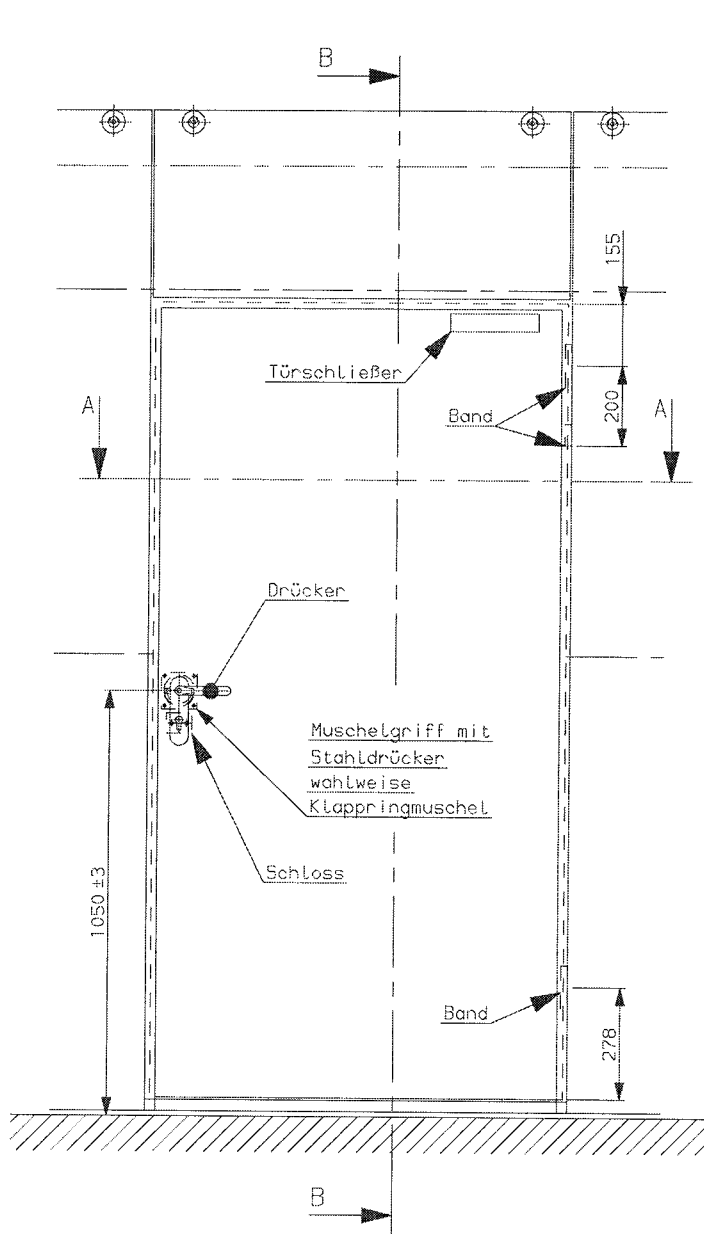 B
155
Türschließer
A
Band
200
A
Drücker
Muschelgriff mit
Stahldrücker
wahlweise
Klappringmuschel
Schloss
1050 ±3
Band
278
B